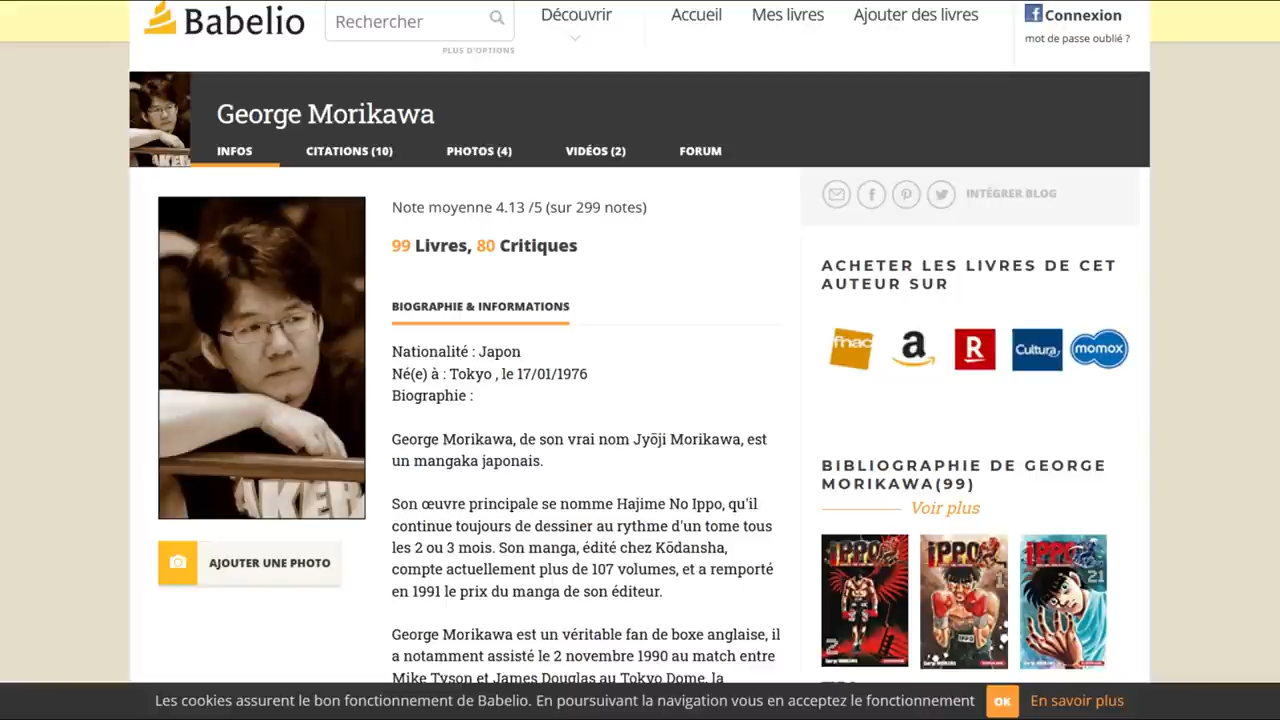 Babelio
Rechercher
PLUS D'OPTIONS
Découvrir
Accueil
Mes livres
Ajouter des livres
Connexion
mot de passe oublié ?
George Morikawa
INFOS
CITATIONS (10)
PHOTOS (4)
VIDÉOS (2)
FORUM
AKER
Note moyenne 4.13 /5 (sur 299 notes)
99 Livres, 80 Critiques
BIOGRAPHIE & INFORMATIONS
Nationalité : Japon
Né(e) à : Tokyo , le 17/01/1976
Biographie :
George Morikawa, de son vrai nom Jyōji Morikawa, est
un mangaka japonais.
Son œuvre principale se nomme Hajime No Ippo, qu'il
continue toujours de dessiner au rythme d'un tome tous
les 2 ou 3 mois. Son manga, édité chez Kōdansha,
compte actuellement plus de 107 volumes, et a remporté
en 1991 le prix du manga de son éditeur.
George Morikawa est un véritable fan de boxe anglaise, il
a notamment assisté le 2 novembre 1990 au match entre
Mike Tyson et James Douglas au Tokyo Dome, la
AKER
AJOUTER UNE PHOTO
INTÉGRER BLOG
ACHETER LES LIVRES DE CET
AUTEUR SUR
fnac
a
R
Cultura
momox
BIBLIOGRAPHIE DE GEORGE
MORIKAWA(99)
Voir plus
IPPO
2
IPPO
1
IPPO
21
Les cookies assurent le bon fonctionnement de Babelio. En poursuivant la navigation vous en acceptez le fonctionnement
OK
En savoir plus